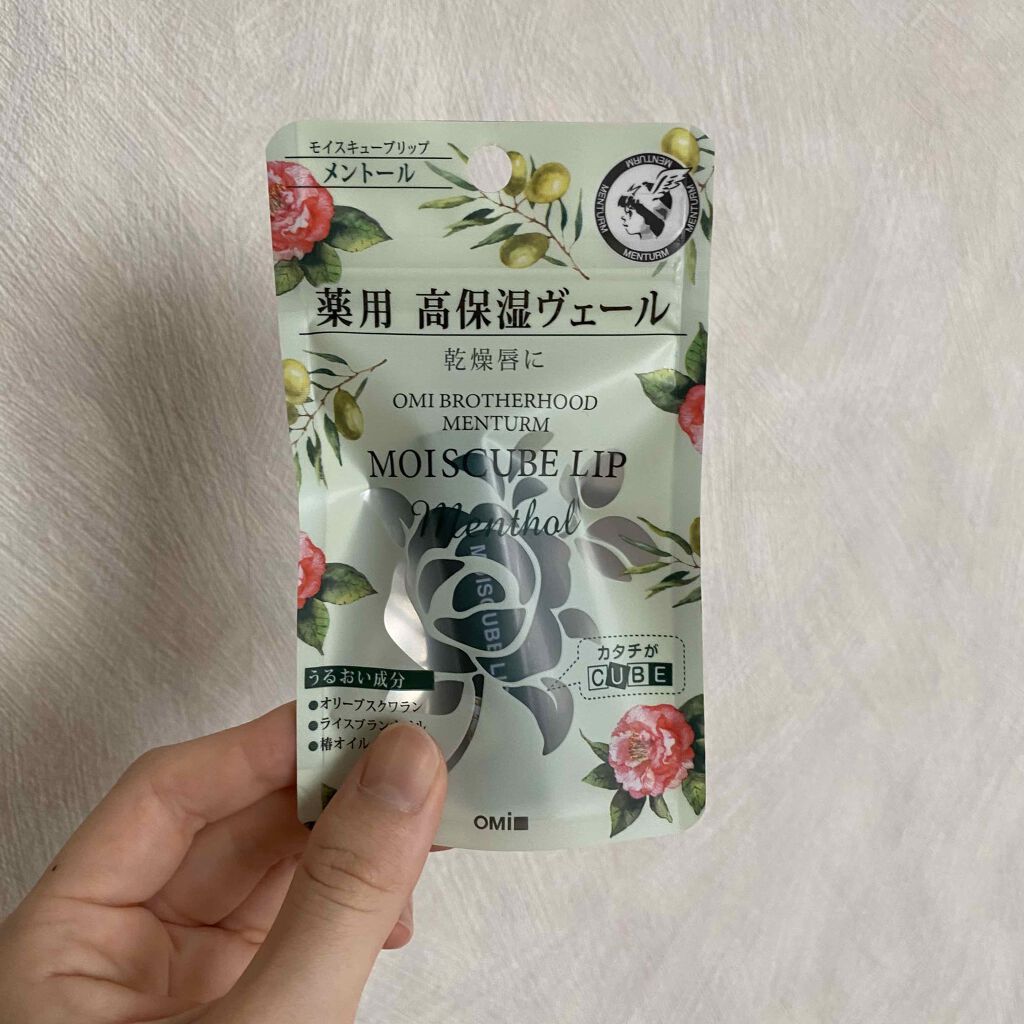 モイスキューブリップ
メントール
MENTURM MENTURM MENTURM MENTURM
薬用 高保湿ヴェール
乾燥唇に
OMI BROTHERHOOD
MENTURM
MOISCUBE LIP
Menthol
MOISCUBE L
カタチが
CUBE
うるおい成分
●オリーブスクワラン
●ライスブラン
●椿オイル
OMi